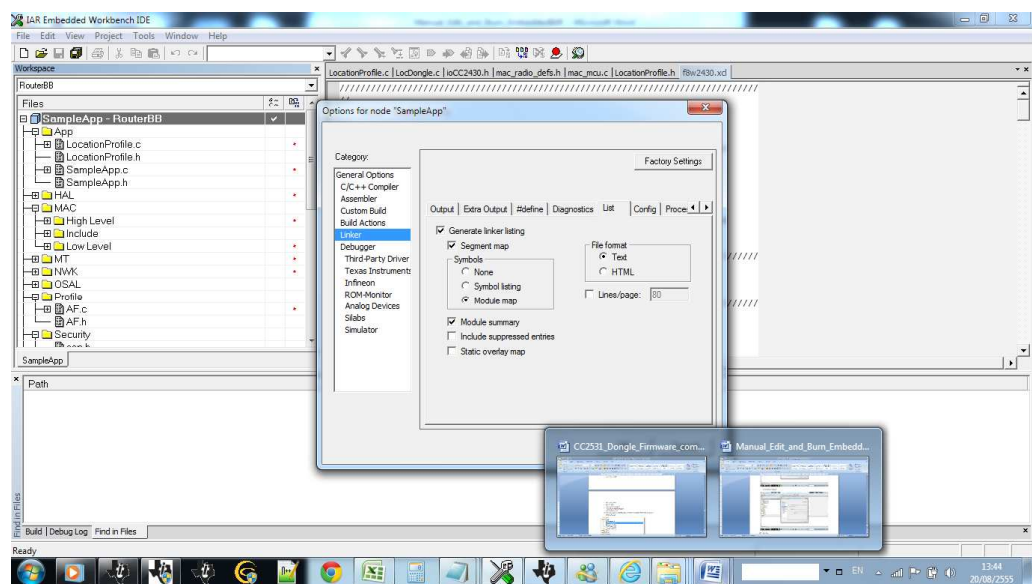 IAR Embedded Workbench IDE
File Edit View Project Tools Window Help
Workspace
RouterBB
Files
SampleApp - RouterBB
App
LocationProfile.c
LocationProfile.h
SampleApp.c
SampleApp.h
HAL
MAC
High Level
Include
Low Level
MT
NWK
OSAL
Profile
AF.c
AF.h
Security
SampleApp
LocationProfile.c | LocDongle.c | ioCC2430.h | mac_radio_defs.h | mac_mcu.c | LocationProfile.h f8w2430.xcl
Options for node "SampleApp"
Category:
General Options
C/C++ Compiler
Assembler
Custom Build
Build Actions
Linker
Debugger
Third-Party Driver
Texas Instruments
Infineon
ROM-Monitor
Analog Devices
Silabs
Simulator
Factory Settings
Output Extra Output #define Diagnostics List Config
Generate linker listing
Segment map
Symbols
None
Symbol listing
Module map
File format
Text
HTML
Lines/page: 80
Module summary
Include suppressed entries
Static overlay map
Path
CC2531_Dongle_Firmware_com...
Manual_Edit_and_Burn_Embedd...
Find in Files
Build Debug Log Find in Files
Ready
EN
13:44
20/08/2555